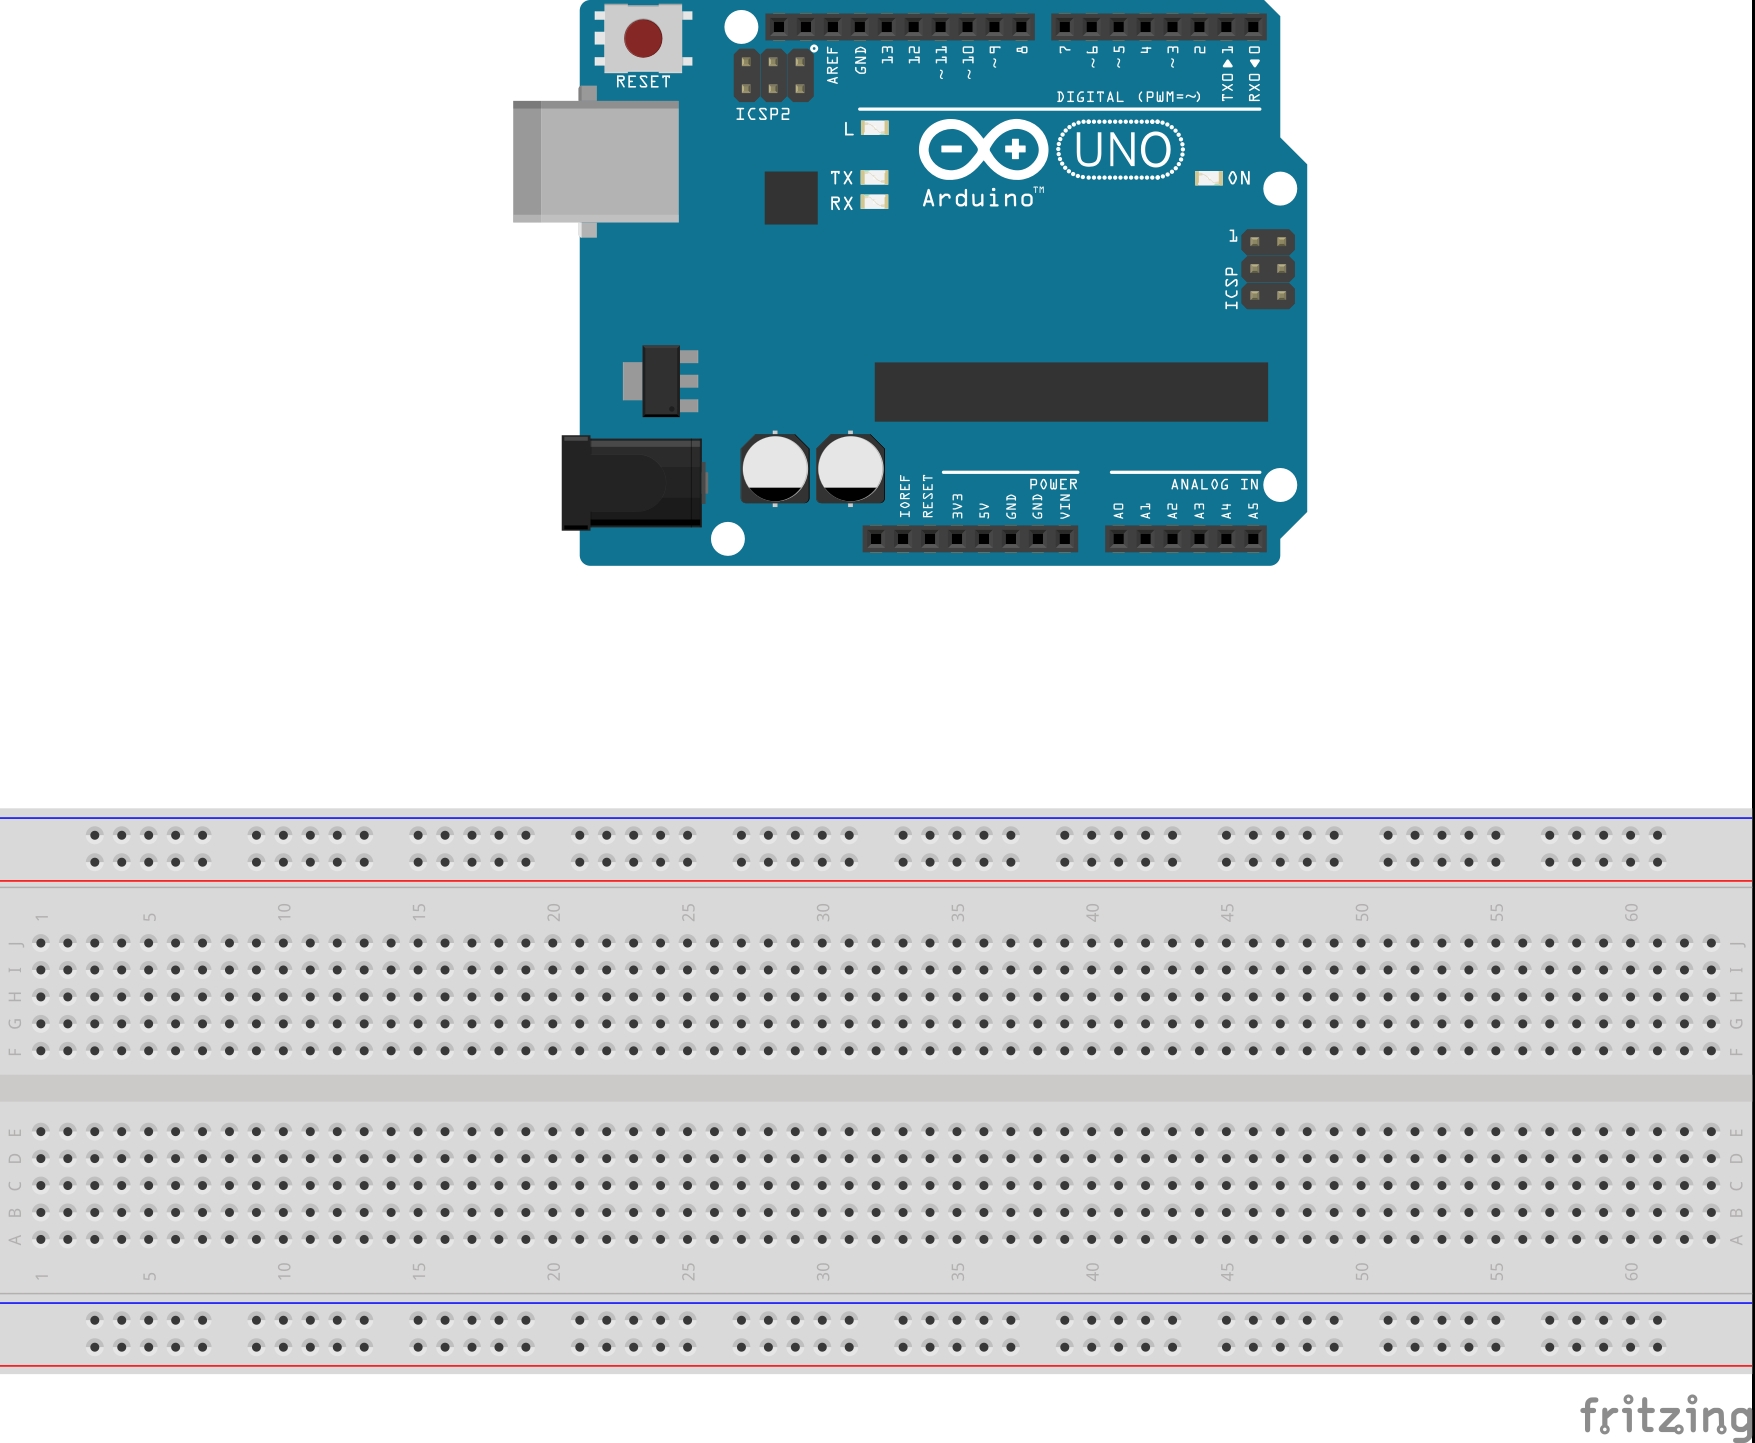 RESET
ICSP2
AREF
GND
13
12
~11
~10
~9
8
7
~6
~5
4
~3
2
TX0▶1
RX0◀0
DIGITAL (PWM=~)
L
TX
RX
Arduino™
UNO
ON
1
ICSP
IOREF
RESET
3V3
5V
GND
GND
VIN
POWER
A0
A1
A2
A3
A4
A5
ANALOG IN
1 5 10 15 20 25 30 35 40 45 50 55 60
J J
I I
H H
G G
F F
E E
D D
C C
B B
A A
1 5 10 15 20 25 30 35 40 45 50 55 60
fritzing